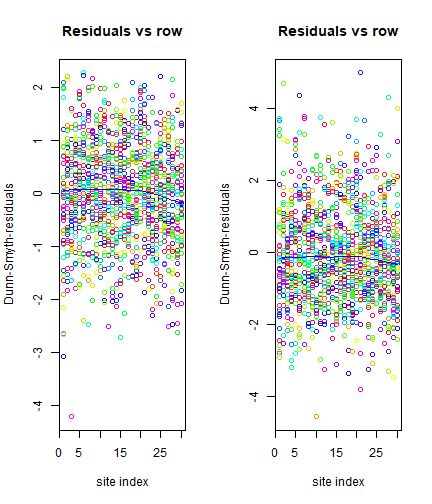 Residuals vs row
Residuals vs row
Dunn-Smyth-residuals
2
1
0
-1
-2
-3
-4
0 5 15 25
site index
Dunn-Smyth-residuals
4
2
0
-2
-4
0 5 15 25
site index